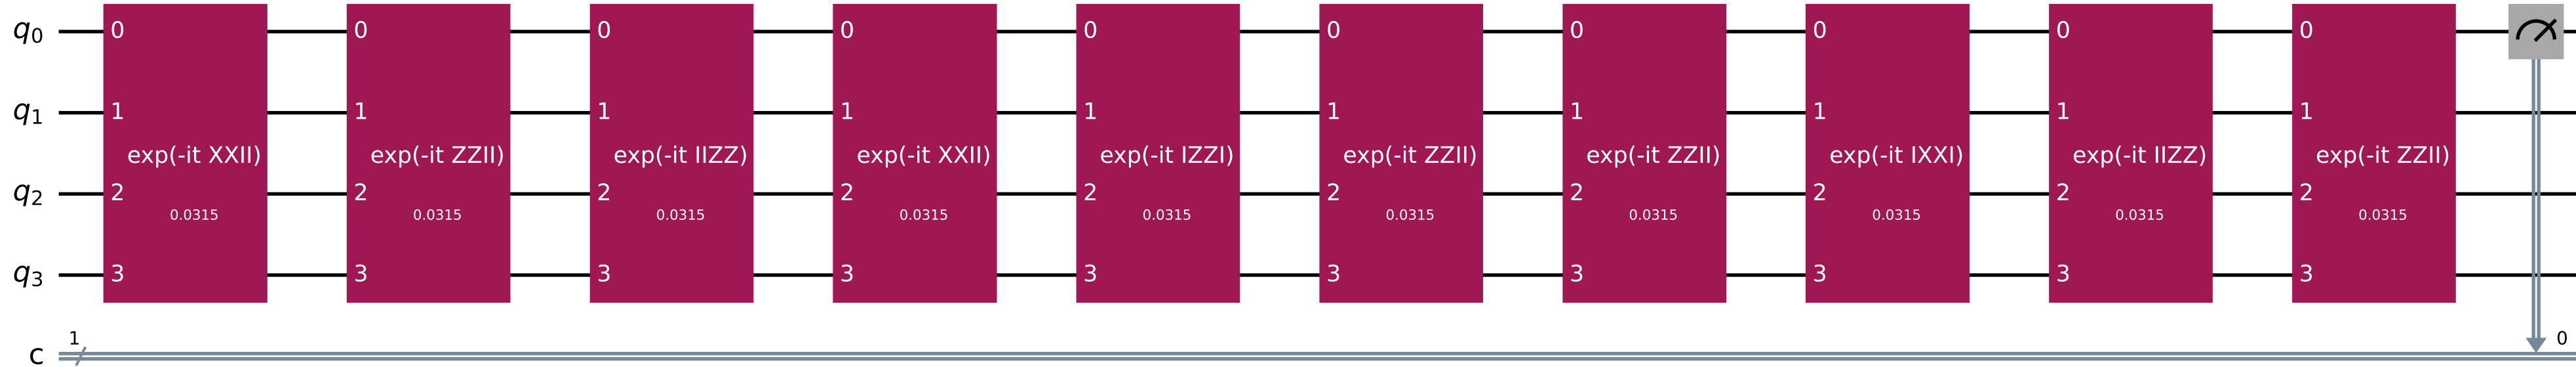 q0 0 0 0 0 0 0 0 0 0 0
q1 1 1 1 1 1 1 1 1 1 1
exp(-it XXII) exp(-it ZZII) exp(-it IIZZ) exp(-it XXII) exp(-it IZZI) exp(-it ZZII) exp(-it ZZII) exp(-it IXXI) exp(-it IIZZ) exp(-it ZZII)
q2 2 2 2 2 2 2 2 2 2 2
0.0315 0.0315 0.0315 0.0315 0.0315 0.0315 0.0315 0.0315 0.0315 0.0315
q3 3 3 3 3 3 3 3 3 3 3
1 0
c